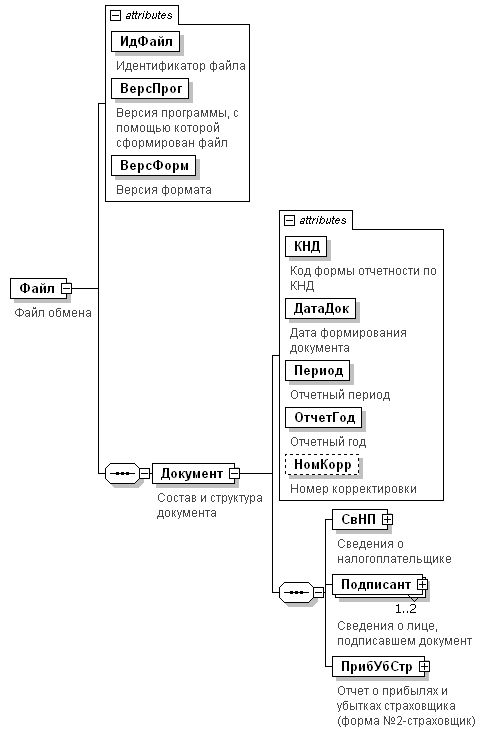 attributes
ИдФайл
Идентификатор файла
ВерсПрог
Версия программы, с
помощью которой
сформирован файл
ВерсФорм
Версия формата
Файл
Файл обмена
Документ
Состав и структура
документа
attributes
КНД
Код формы отчетности по
КНД
ДатаДок
Дата формирования
документа
Период
Отчетный период
ОтчетГод
Отчетный год
НомКорр
Номер корректировки
СвНП
Сведения о
налогоплательщике
Подписант
1..2
Сведения о лице,
подписавшем документ
ПрибУбСтр
Отчет о прибылях и
убытках страховщика
(форма №2-страховщик)